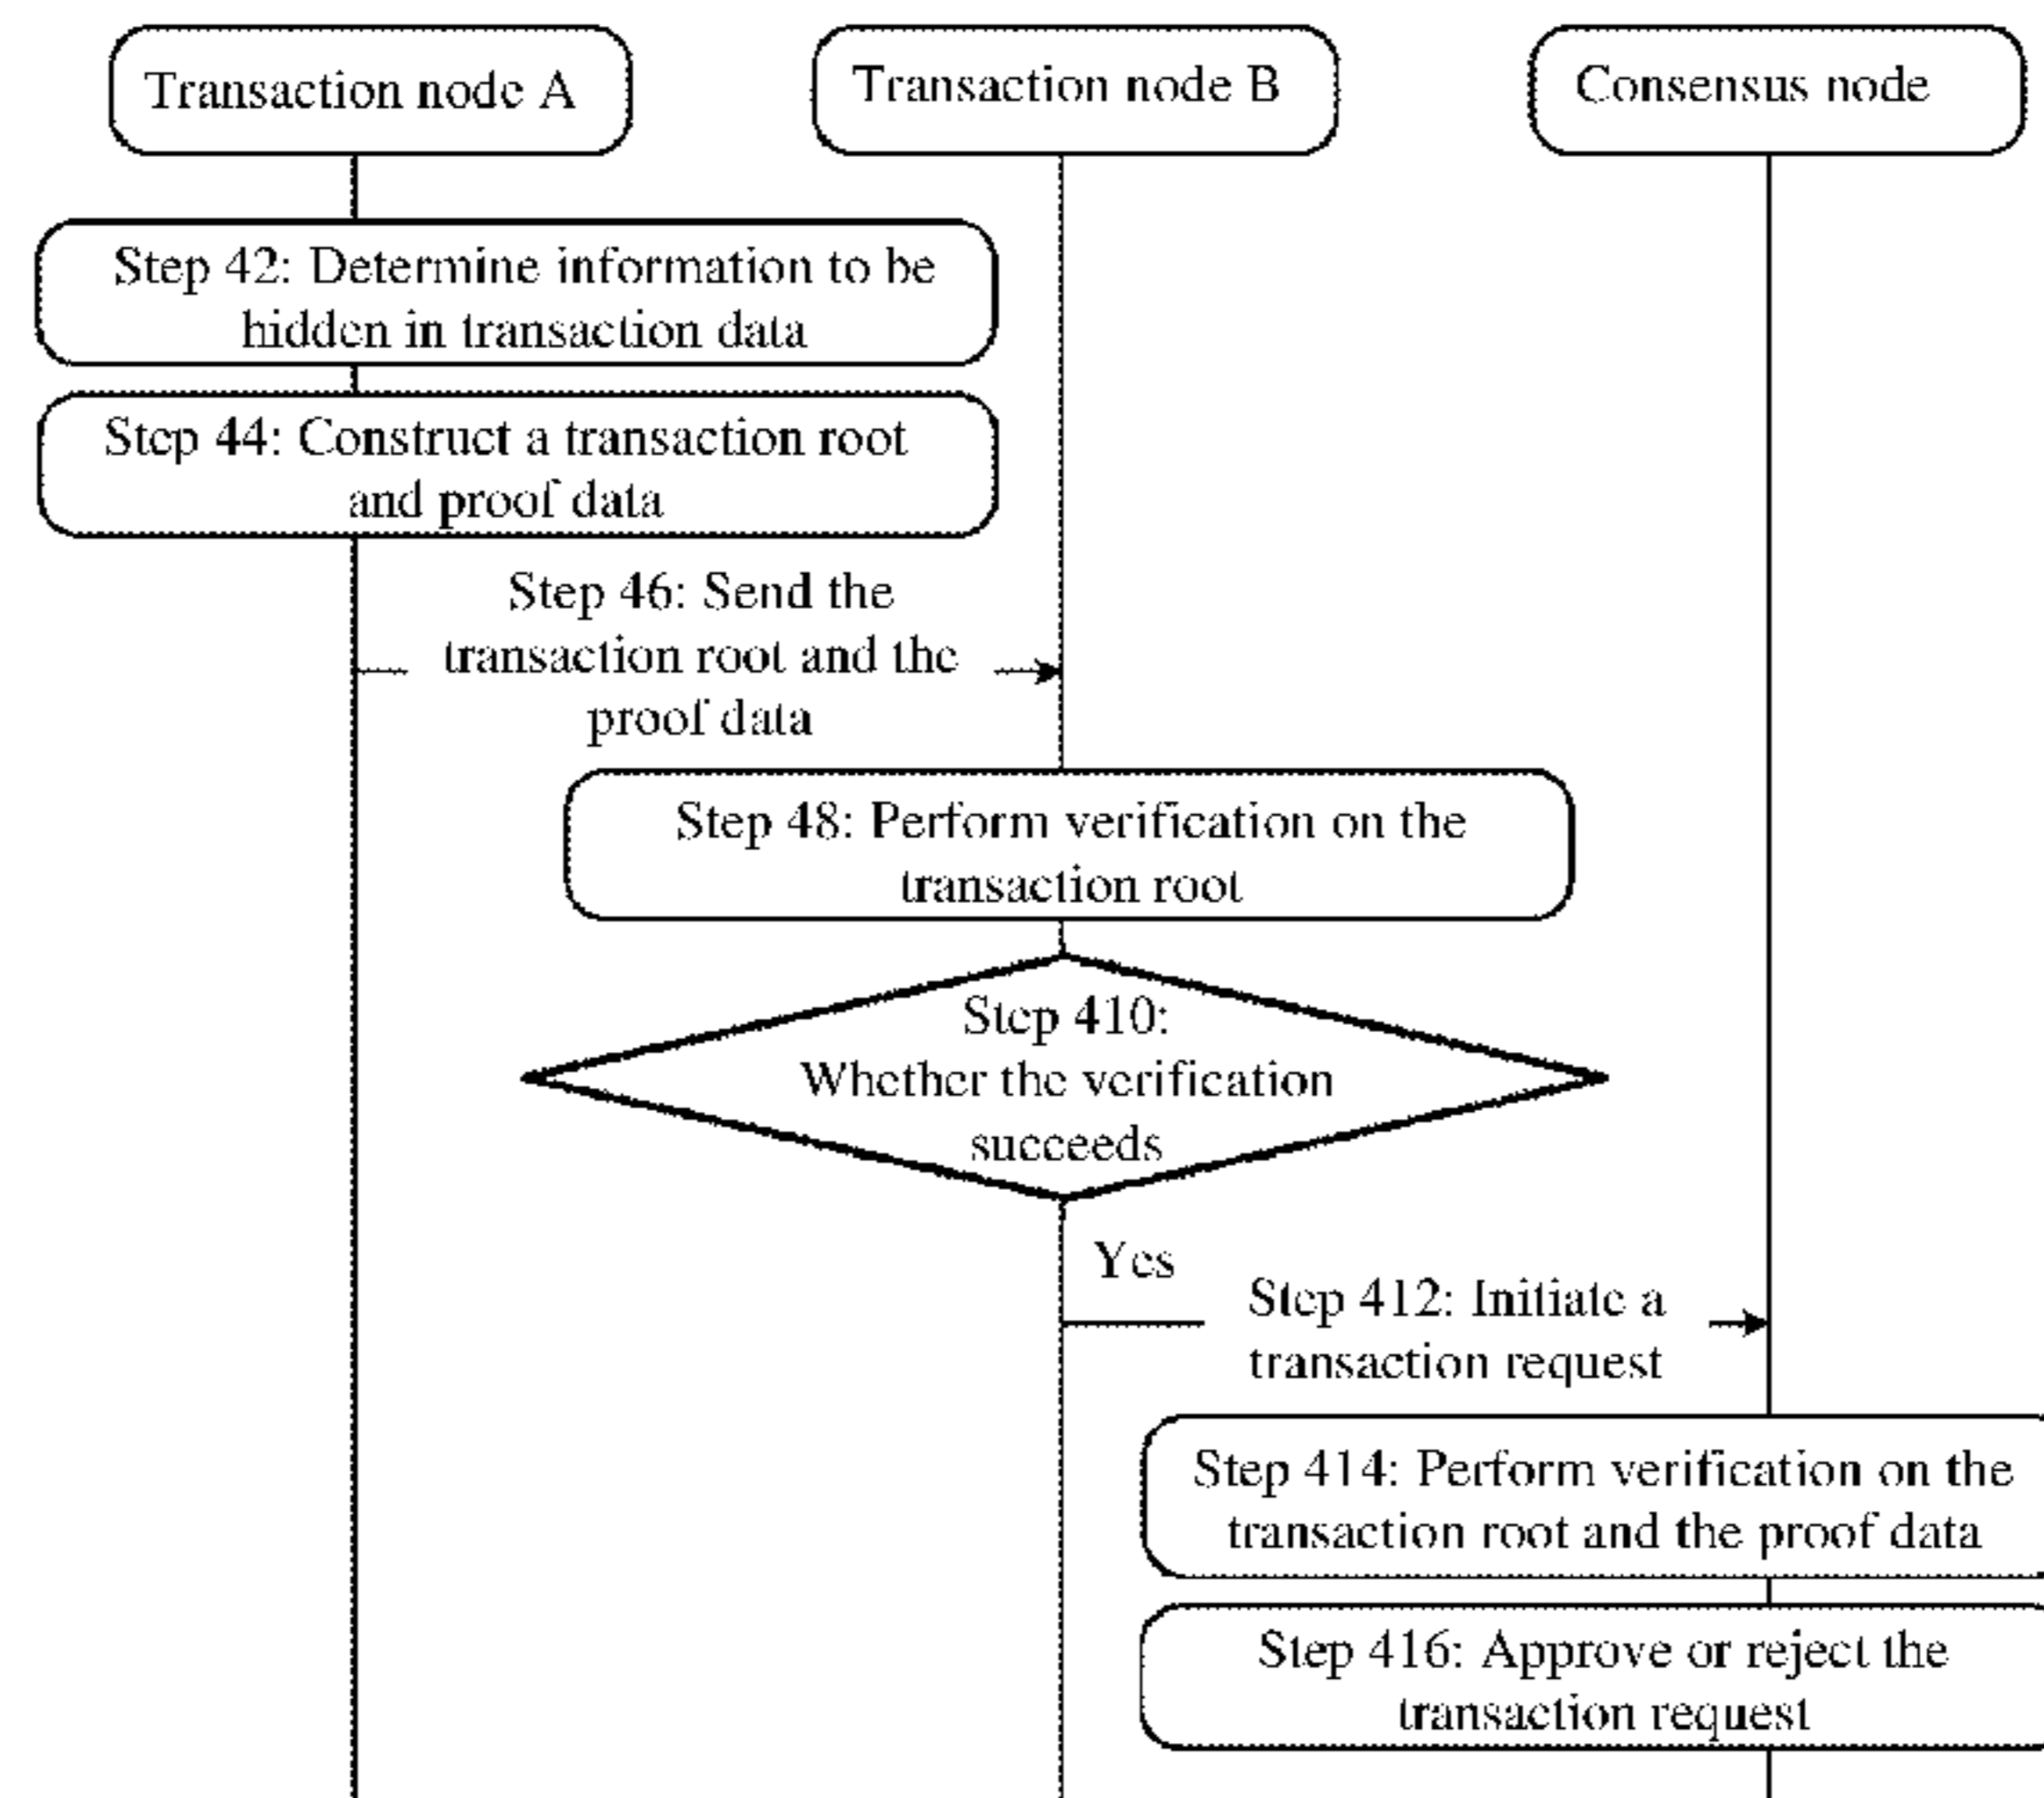 Transaction node A
Transaction node B
Consensus node
Step 42: Determine information to be
hidden in transaction data
Step 44: Construct a transaction root
and proof data
Step 46: Send the
transaction root and the
proof data
Step 48: Perform verification on the
transaction root
Step 410:
Whether the verification
succeeds
Yes
Step 412: Initiate a
transaction request
Step 414: Perform verification on the
transaction root and the proof data
Step 416: Approve or reject the
transaction request